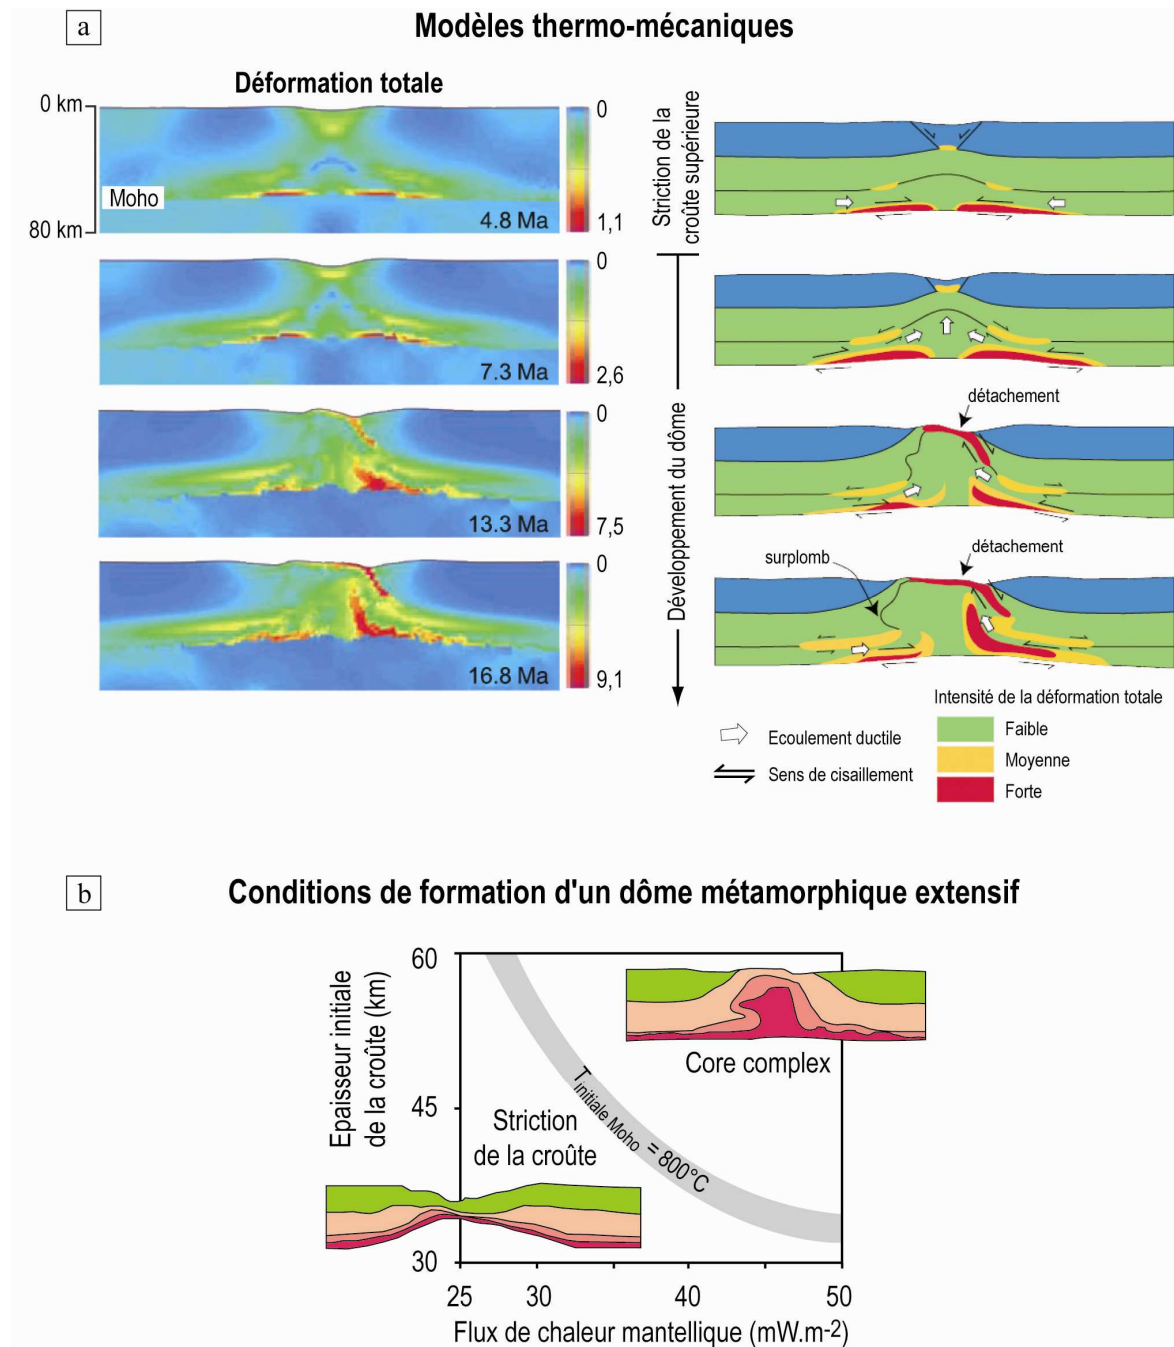 a
Modèles thermo-mécaniques
Déformation totale
0 km
Moho
80 km
4.8 Ma
0
1,1
7.3 Ma
0
2,6
13.3 Ma
0
7,5
16.8 Ma
0
9,1
Striction de la
croûte supérieure
Développement du dôme
détachement
surplomb
détachement
Ecoulement ductile
Sens de cisaillement
Intensité de la déformation totale
Faible
Moyenne
Forte
b
Conditions de formation d'un dôme métamorphique extensif
Epaisseur initiale
de la croûte (km)
60
45
30
Core complex
T initiale Moho = 800°C
Striction
de la croûte
25
30
40
50
Flux de chaleur mantellique (mW.m-2)